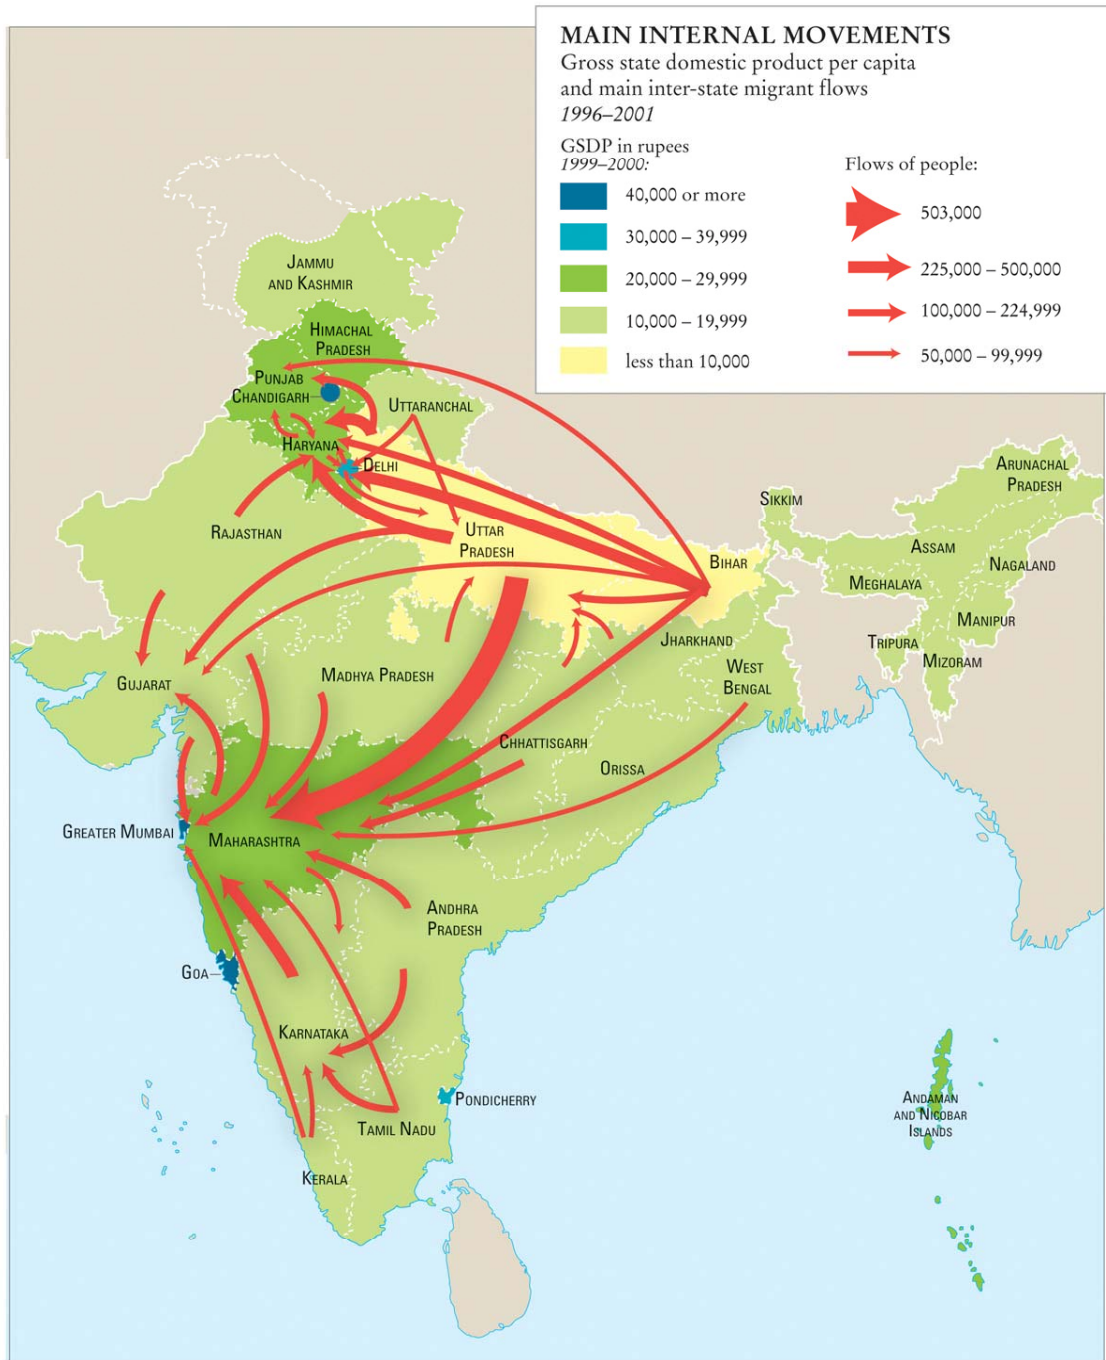 MAIN INTERNAL MOVEMENTS
Gross state domestic product per capita
and main inter-state migrant flows
1996–2001
GSDP in rupees
1999–2000:
40,000 or more
30,000 – 39,999
20,000 – 29,999
10,000 – 19,999
less than 10,000
Flows of people:
503,000
225,000 – 500,000
100,000 – 224,999
50,000 – 99,999
JAMMU
AND KASHMIR
HIMACHAL
PRADESH
PUNJAB
CHANDIGARH
UTTARANCHAL
HARYANA
DELHI
RAJASTHAN
UTTAR
PRADESH
BIHAR
SIKKIM
ARUNACHAL
PRADESH
ASSAM
NAGALAND
MEGHALAYA
MANIPUR
TRIPURA
MIZORAM
JHARKHAND
WEST
BENGAL
GUJARAT
MADHYA PRADESH
CHHATTISGARH
ORISSA
GREATER MUMBAI
MAHARASHTRA
ANDHRA
PRADESH
GOA
KARNATAKA
PONDICHERRY
TAMIL NADU
KERALA
ANDAMAN
AND NICOBAR
ISLANDS